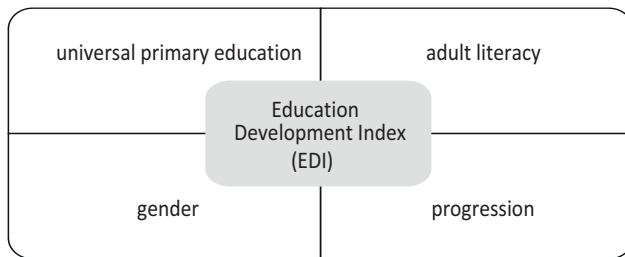 universal primary education
adult literacy
Education
Development Index
(EDI)
gender
progression